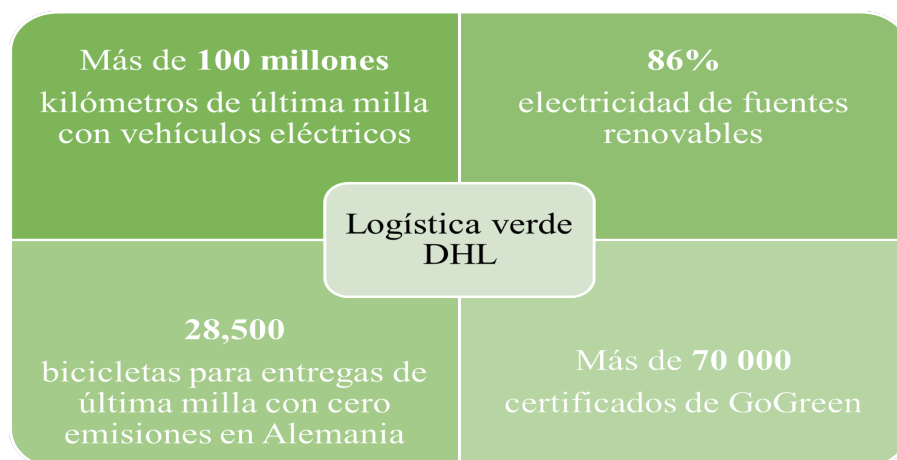 Más de 100 millones
kilómetros de última milla
con vehículos eléctricos
86%
electricidad de fuentes
renovables
Logística verde
DHL
28,500
bicicletas para entregas de
última milla con cero
emisiones en Alemania
Más de 70 000
certificados de GoGreen